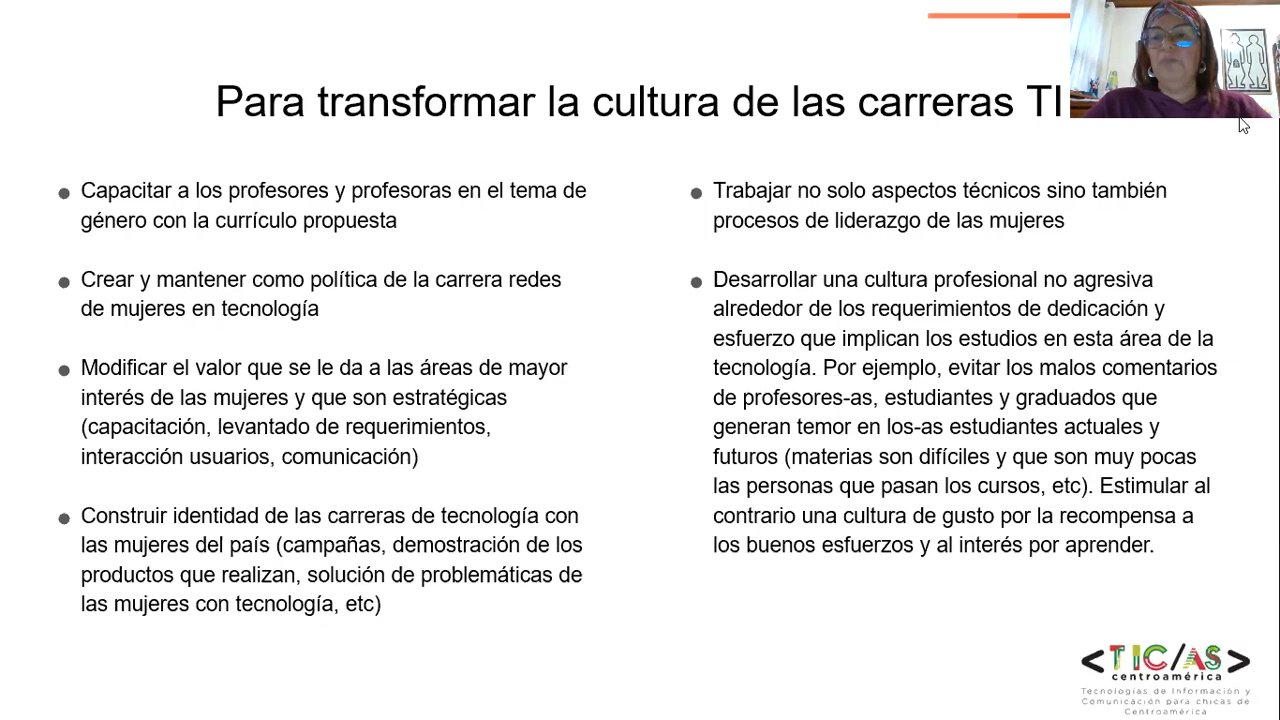 Para transformar la cultura de las carreras TI
Capacitar a los profesores y profesoras en el tema de
género con la currículo propuesta
Crear y mantener como política de la carrera redes
de mujeres en tecnología
Modificar el valor que se le da a las áreas de mayor
interés de las mujeres y que son estratégicas
(capacitación, levantado de requerimientos,
interacción usuarios, comunicación)
Construir identidad de las carreras de tecnología con
las mujeres del país (campañas, demostración de los
productos que realizan, solución de problemáticas de
las mujeres con tecnología, etc)
Trabajar no solo aspectos técnicos sino también
procesos de liderazgo de las mujeres
Desarrollar una cultura profesional no agresiva
alrededor de los requerimientos de dedicación y
esfuerzo que implican los estudios en esta área de la
tecnología. Por ejemplo, evitar los malos comentarios
de profesores-as, estudiantes y graduados que
generan temor en los-as estudiantes actuales y
futuros (materias son difíciles y que son muy pocas
las personas que pasan los cursos, etc). Estimular al
contrario una cultura de gusto por la recompensa a
los buenos esfuerzos y al interés por aprender.
<TIC/AS>
centroamérica
Tecnologías de Información y
Comunicación para chicas de
Centroamérica